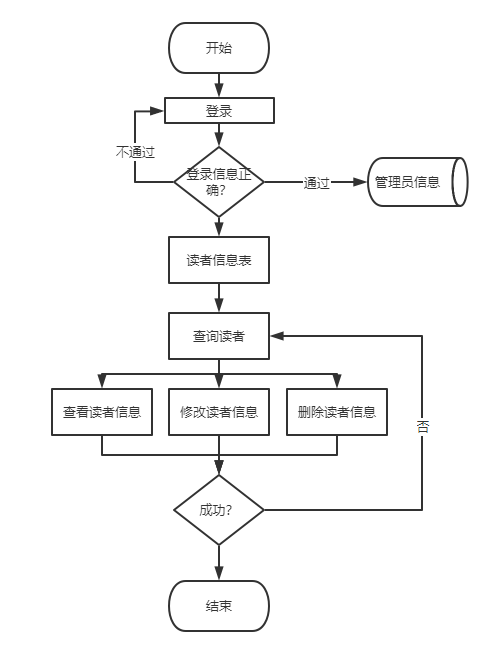 开始
登录
不通过
登录信息正
确?
通过
管理员信息
读者信息表
查询读者
查看读者信息
修改读者信息
删除读者信息
否
成功?
结束